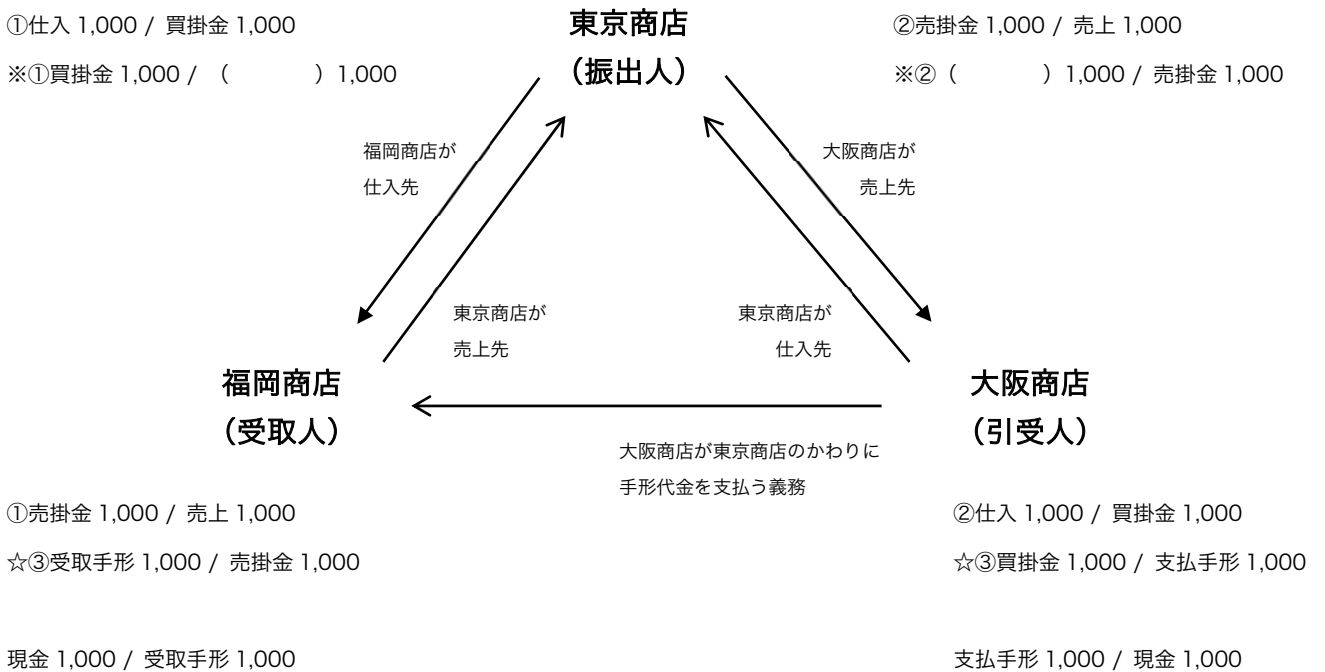 ①仕入 1,000 / 買掛金 1,000
※①買掛金 1,000 / （　　　　）1,000
東京商店
（振出人）
②売掛金 1,000 / 売上 1,000
※②（　　　　）1,000 / 売掛金 1,000
福岡商店が
仕入先
大阪商店が
売上先
東京商店が
売上先
東京商店が
仕入先
福岡商店
（受取人）
大阪商店
（引受人）
大阪商店が東京商店のかわりに
手形代金を支払う義務
①売掛金 1,000 / 売上 1,000
☆③受取手形 1,000 / 売掛金 1,000
現金 1,000 / 受取手形 1,000
②仕入 1,000 / 買掛金 1,000
☆③買掛金 1,000 / 支払手形 1,000
支払手形 1,000 / 現金 1,000